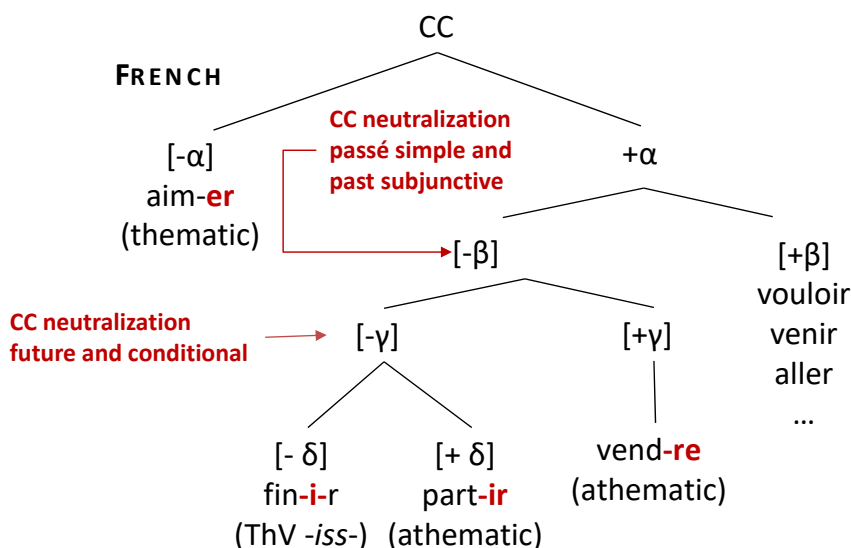 CC
FRENCH
CC neutralization
passé simple and
past subjunctive
[-α]
aim-er
(thematic)
+α
[-β]
[+β]
vouloir
venir
aller
…
CC neutralization
future and conditional
[-γ]
[+γ]
[- δ]
fin-i-r
(ThV -iss-)
[+ δ]
part-ir
(athematic)
vend-re
(athematic)